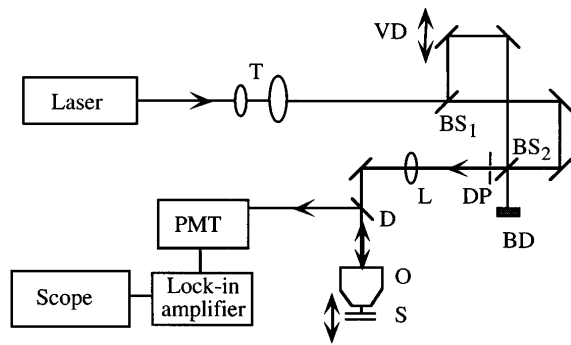 VD
T
Laser
BS1
BS2
L
DP
D
PMT
BD
O
Lock-in
amplifier
Scope
S